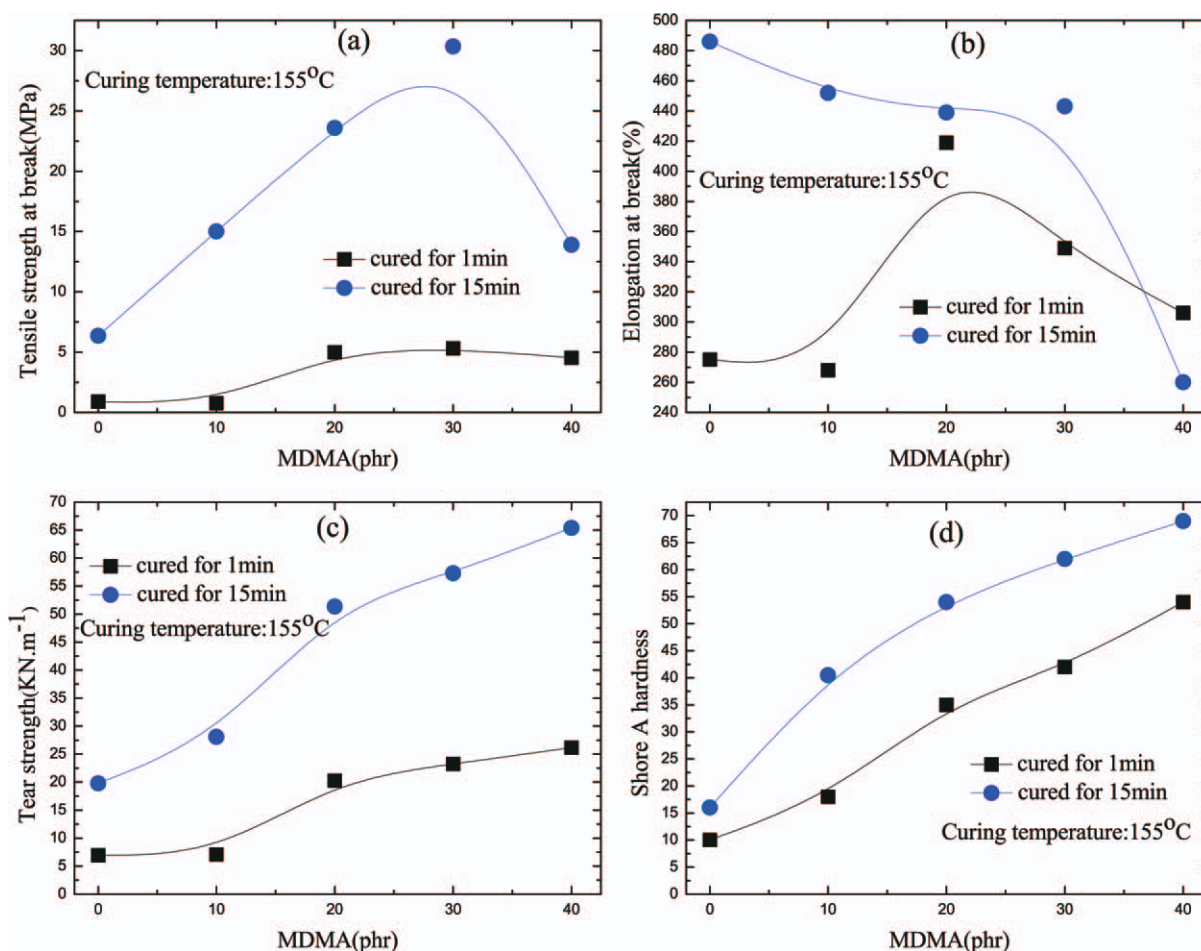 (a)
Curing temperature:155°C
cured for 1min
cured for 15min
Tensile strength at break(MPa)
30
25
20
15
10
5
0
0 10 20 30 40
MDMA(phr)
(b)
Curing temperature:155°C
cured for 1min
cured for 15min
Elongation at break(%)
500
480
460
440
420
400
380
360
340
320
300
280
260
240
0 10 20 30 40
MDMA(phr)
(c)
cured for 1min
cured for 15min
Curing temperature:155°C
Tear strength(KN.m⁻¹)
70
65
60
55
50
45
40
35
30
25
20
15
10
5
0
0 10 20 30 40
MDMA(phr)
(d)
cured for 1min
cured for 15min
Curing temperature:155°C
Shore A hardness
70
65
60
55
50
45
40
35
30
25
20
15
10
5
0
0 10 20 30 40
MDMA(phr)